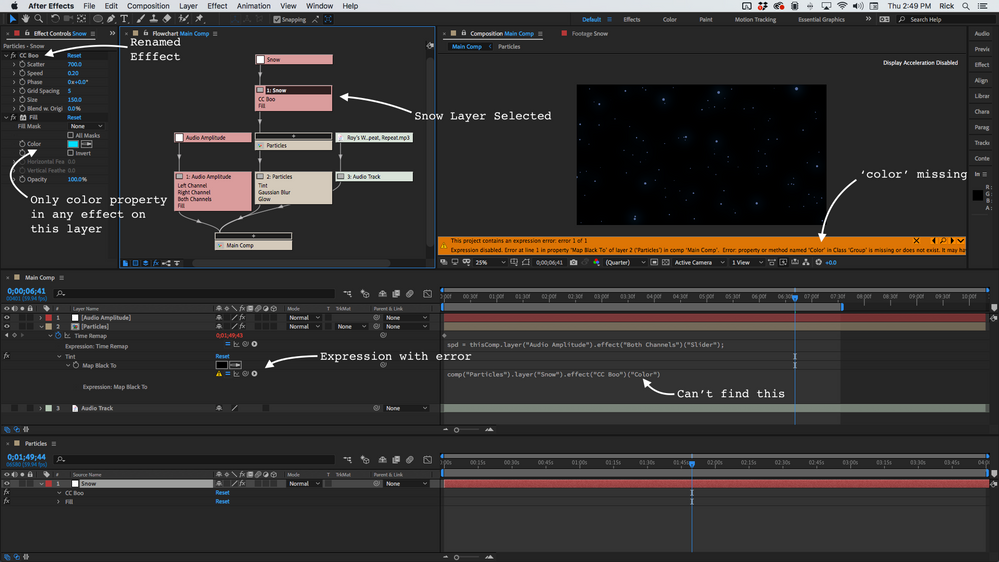 After Effects File Edit Composition Layer Effect Animation View Window Help Thu 2:49 PM Rick
Snapping Default Effects Color Paint Motion Tracking Essential Graphics Search Help
Effect Controls Snow
Particles • Snow
fx CC Boo Reset
Scatter 700.0
Speed 0.20
Phase 0x+0.0°
Grid Spacing 5
Size 150.0
Blend w. Origi 0.0%
fx Fill Reset
Fill Mask None
All Masks
Color
Invert
Horizontal Fea 0.0
Vertical Feathe 0.0
Opacity 100.0%
Only color property
in any effect on
this layer
Flowchart Main Comp
Renamed
Efffect
Snow
1: Snow
CC Boo
Fill
Snow Layer Selected
Audio Amplitude
Particles
Roy's W...peat, Repeat.mp3
1: Audio Amplitude
Left Channel
Right Channel
Both Channels
Fill
2: Particles
Tint
Gaussian Blur
Glow
3: Audio Track
Main Comp
Composition Main Comp Footage Snow
Main Comp Particles
Display Acceleration Disabled
'color' missing
This project contains an expression error: error 1 of 1
Expression disabled. Error at line 1 in property 'Map Black To' of layer 2 ('Particles') in comp 'Main Comp'. Error: property or method named 'Color' in Class 'Group' is missing or does not exist. It may ha
25% 0;00;06;41 (Quarter) Active Camera 1 View +0.0
Audio
Previe
Effect
Align
Librar
Chara
Parag
Tracke
Conte
In
R :
G :
B :
A :
Main Comp
0;00;06;41
00401 (59.94 fps)
# Layer Name Mode T TrkMat Parent & Link
:00f 00:30f 01:00f 01:30f 02:00f 02:30f 03:00f 03:30f 04:00f 04:30f 05:00f 05:30f 06:00f 06:30f 07:00f 07:30f 08:00f 08:30f 09:00f 09:30f 10:00f
1 [Audio Amplitude] Normal None
2 [Particles] Normal None None
Time Remap 0;01;49;43
Expression: Time Remap
spd = thisComp.layer("Audio Amplitude").effect("Both Channels")("Slider");
Tint Reset
Expression with error
Map Black To
Expression: Map Black To
comp("Particles").layer("Snow").effect("CC Boo")("Color")
Can't find this
3 Audio Track None
Particles
0;01;49;44
06580 (59.94 fps)
# Source Name Mode T TrkMat Parent & Link
:00s 00:15s 00:30s 00:45s 01:00s 01:15s 01:30s 01:45s 02:00s 02:15s 02:30s 02:45s 03:00s 03:15s 03:30s 03:45s 04:0
1 Snow Normal None
CC Boo Reset
Fill Reset